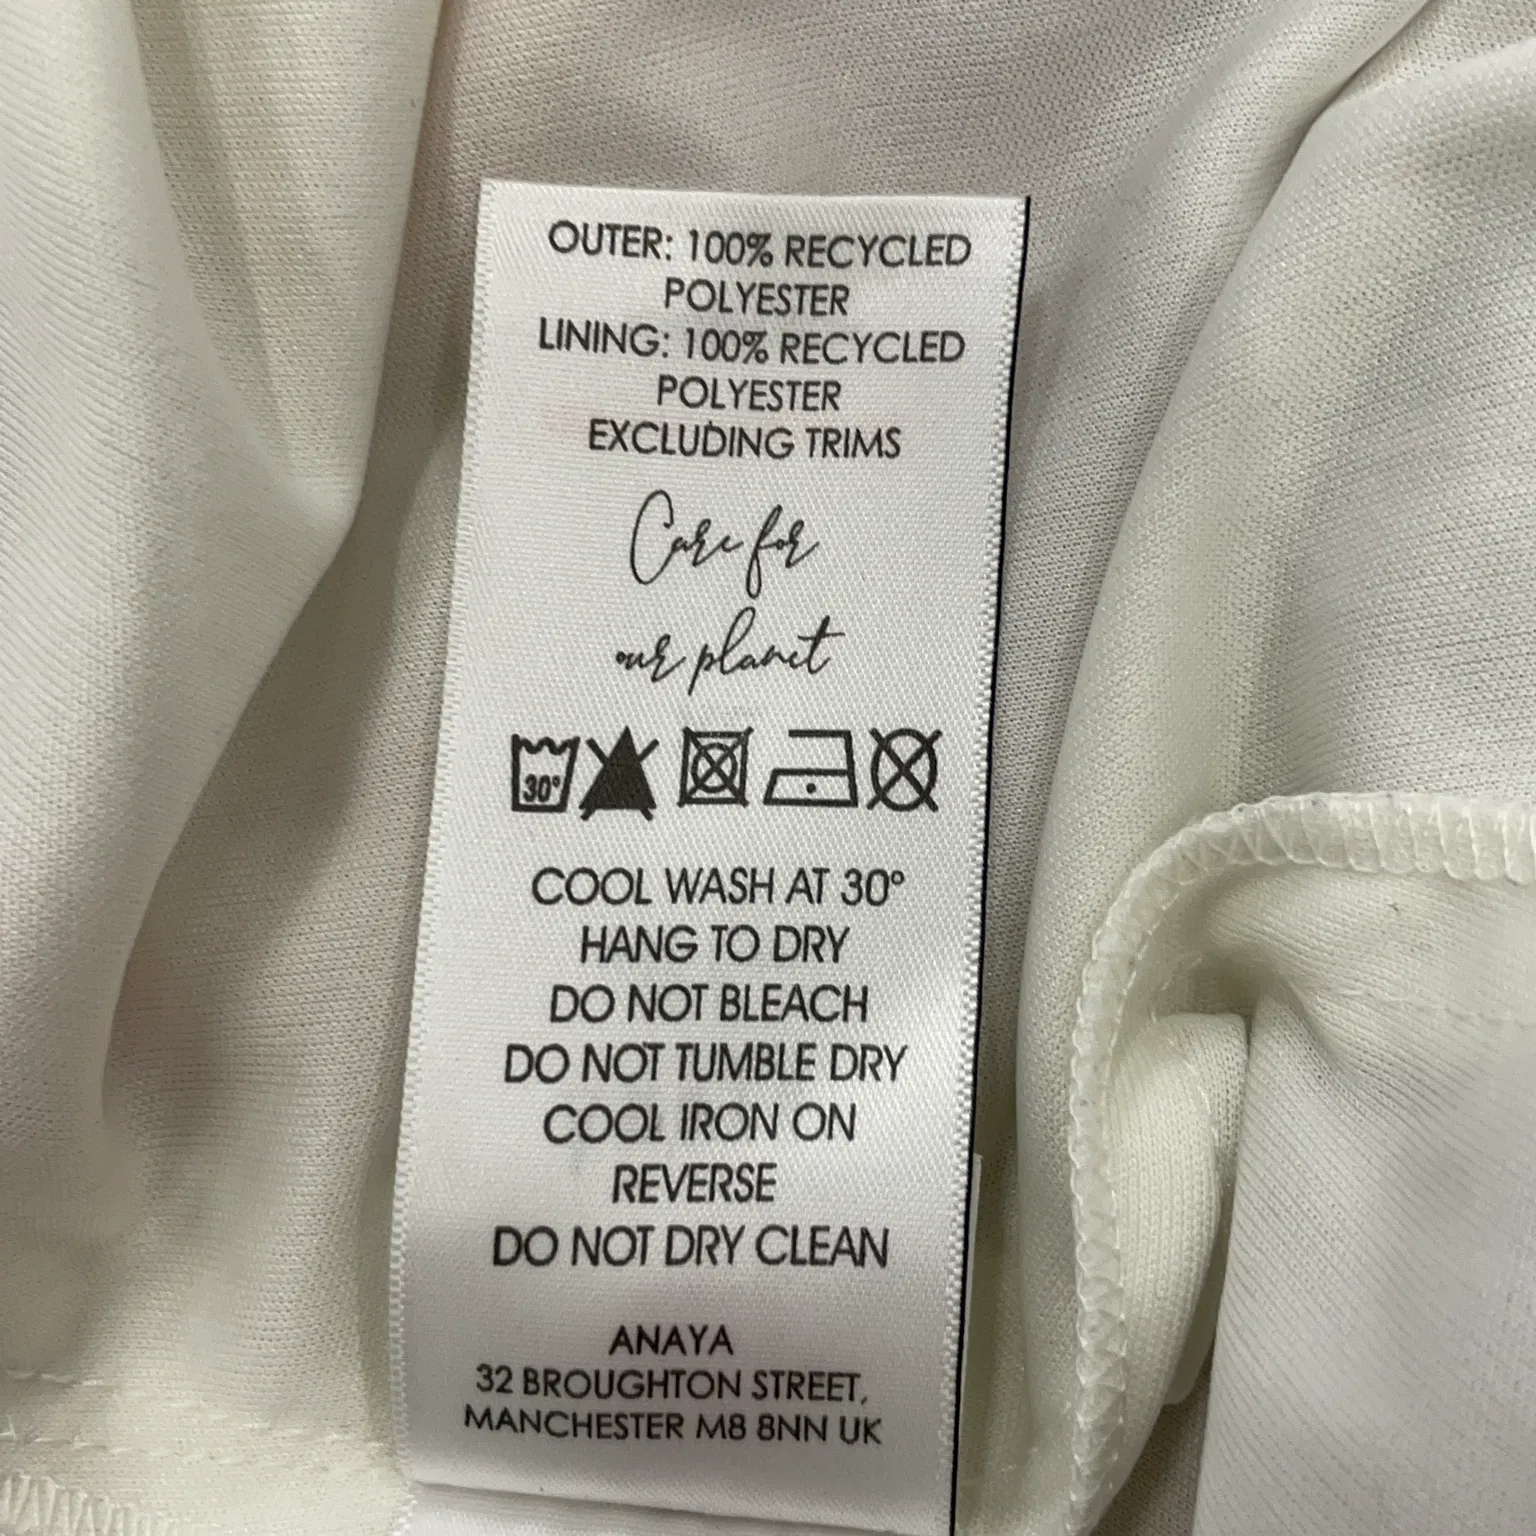 OUTER: 100% RECYCLED
POLYESTER
LINING: 100% RECYCLED
POLYESTER
EXCLUDING TRIMS
Care for
our planet
30°
COOL WASH AT 30°
HANG TO DRY
DO NOT BLEACH
DO NOT TUMBLE DRY
COOL IRON ON
REVERSE
DO NOT DRY CLEAN
ANAYA
32 BROUGHTON STREET,
MANCHESTER M8 8NN UK